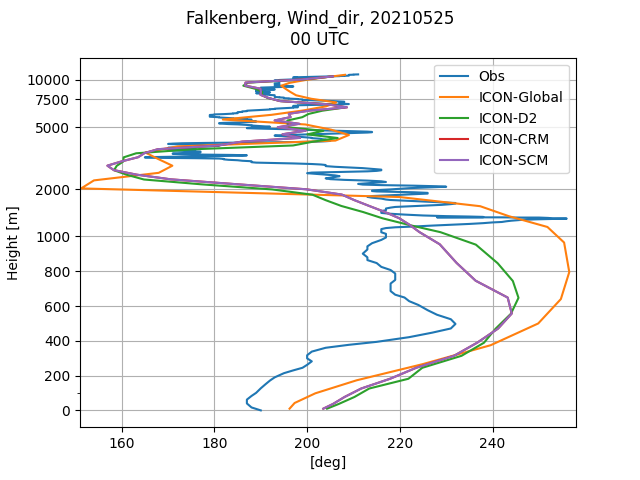 Falkenberg, Wind_dir, 20210525
00 UTC
Obs
ICON-Global
ICON-D2
ICON-CRM
ICON-SCM
Height [m]
10000
7500
5000
2000
1000
800
600
400
200
0
160
180
200
220
240
[deg]